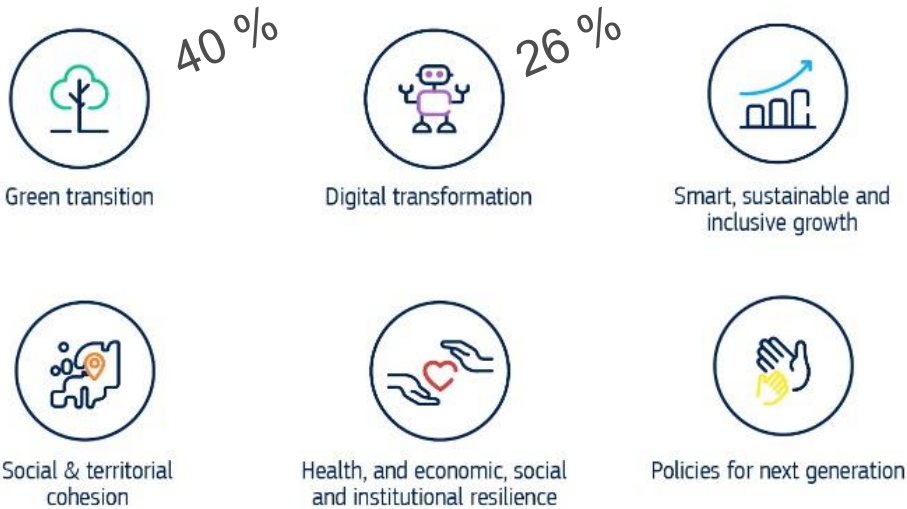 40 %
26 %
Green transition
Digital transformation
Smart, sustainable and
inclusive growth
Social & territorial
cohesion
Health, and economic, social
and institutional resilience
Policies for next generation